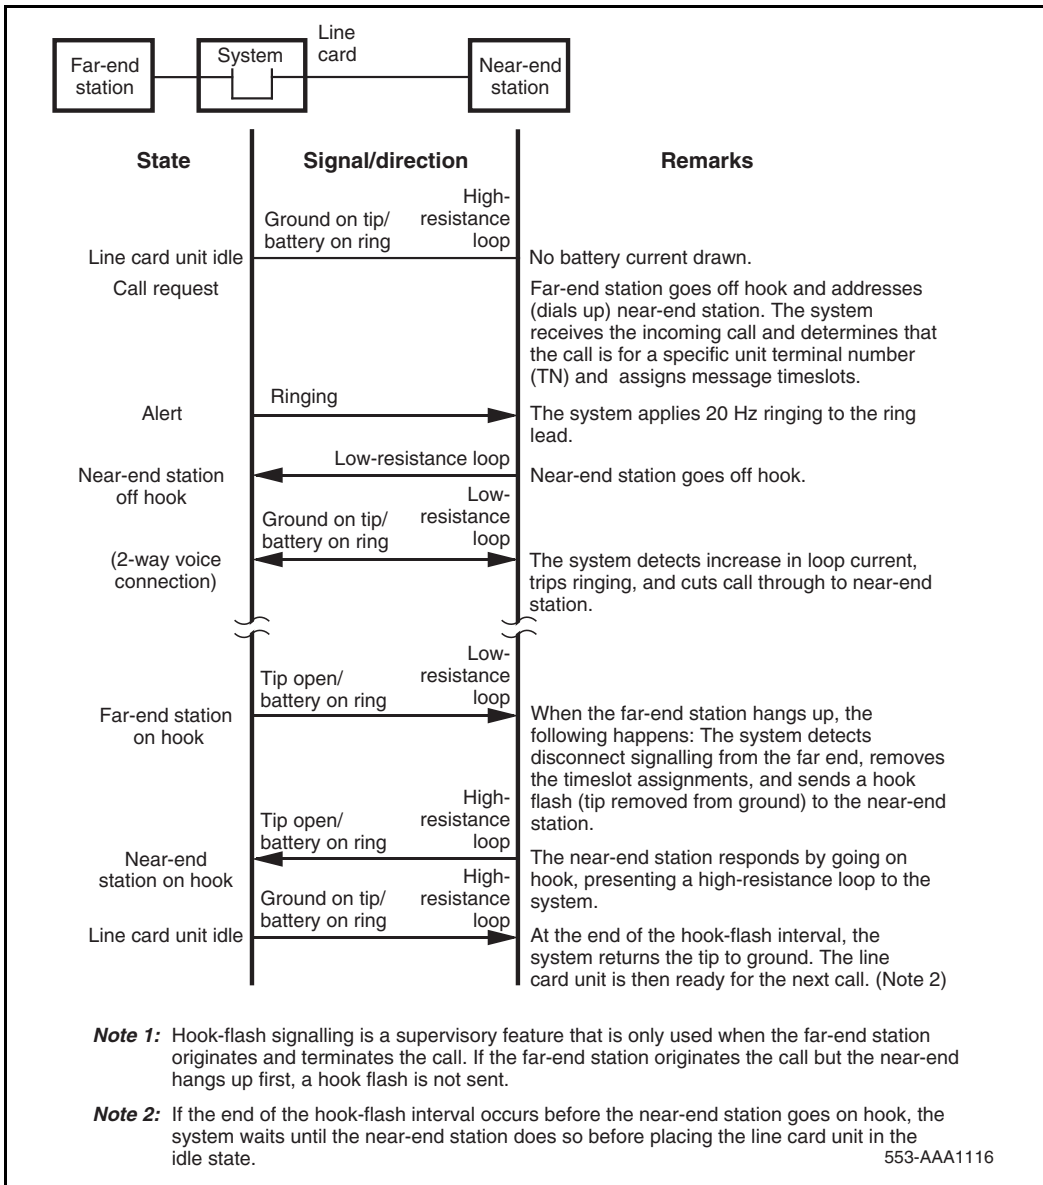 Far-end
station
System
Line
card
Near-end
station
State
Signal/direction
Remarks
Ground on tip/
battery on ring
High-
resistance
loop
Line card unit idle
No battery current drawn.
Call request
Far-end station goes off hook and addresses
(dials up) near-end station. The system
receives the incoming call and determines that
the call is for a specific unit terminal number
(TN) and assigns message timeslots.
Alert
Ringing
The system applies 20 Hz ringing to the ring
lead.
Near-end station
off hook
Low-resistance loop
Near-end station goes off hook.
Ground on tip/
battery on ring
Low-
resistance
loop
(2-way voice
connection)
The system detects increase in loop current,
trips ringing, and cuts call through to near-end
station.
Tip open/
battery on ring
Low-
resistance
loop
Far-end station
on hook
When the far-end station hangs up, the
following happens: The system detects
disconnect signalling from the far end, removes
the timeslot assignments, and sends a hook
flash (tip removed from ground) to the near-end
station.
Tip open/
battery on ring
High-
resistance
loop
Near-end
station on hook
The near-end station responds by going on
hook, presenting a high-resistance loop to the
system.
Ground on tip/
battery on ring
High-
resistance
loop
Line card unit idle
At the end of the hook-flash interval, the
system returns the tip to ground. The line
card unit is then ready for the next call. (Note 2)
Note 1: Hook-flash signalling is a supervisory feature that is only used when the far-end station
originates and terminates the call. If the far-end station originates the call but the near-end
hangs up first, a hook flash is not sent.
Note 2: If the end of the hook-flash interval occurs before the near-end station goes on hook, the
system waits until the near-end station does so before placing the line card unit in the
idle state.
553-AAA1116